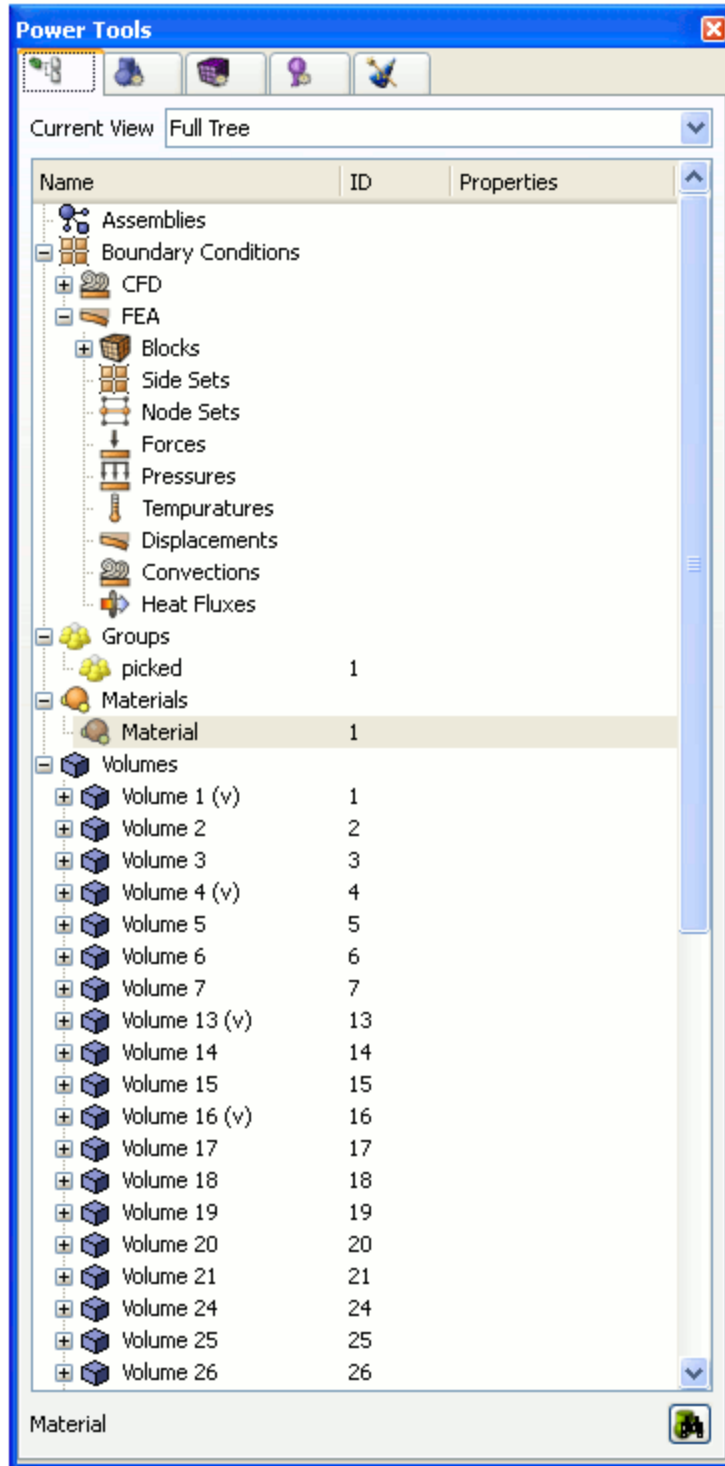 Power Tools
Current View Full Tree
Name ID Properties
Assemblies
Boundary Conditions
CFD
FEA
Blocks
Side Sets
Node Sets
Forces
Pressures
Tempuratures
Displacements
Convections
Heat Fluxes
Groups
picked 1
Materials
Material 1
Volumes
Volume 1 (v) 1
Volume 2 2
Volume 3 3
Volume 4 (v) 4
Volume 5 5
Volume 6 6
Volume 7 7
Volume 13 (v) 13
Volume 14 14
Volume 15 15
Volume 16 (v) 16
Volume 17 17
Volume 18 18
Volume 19 19
Volume 20 20
Volume 21 21
Volume 24 24
Volume 25 25
Volume 26 26
Material